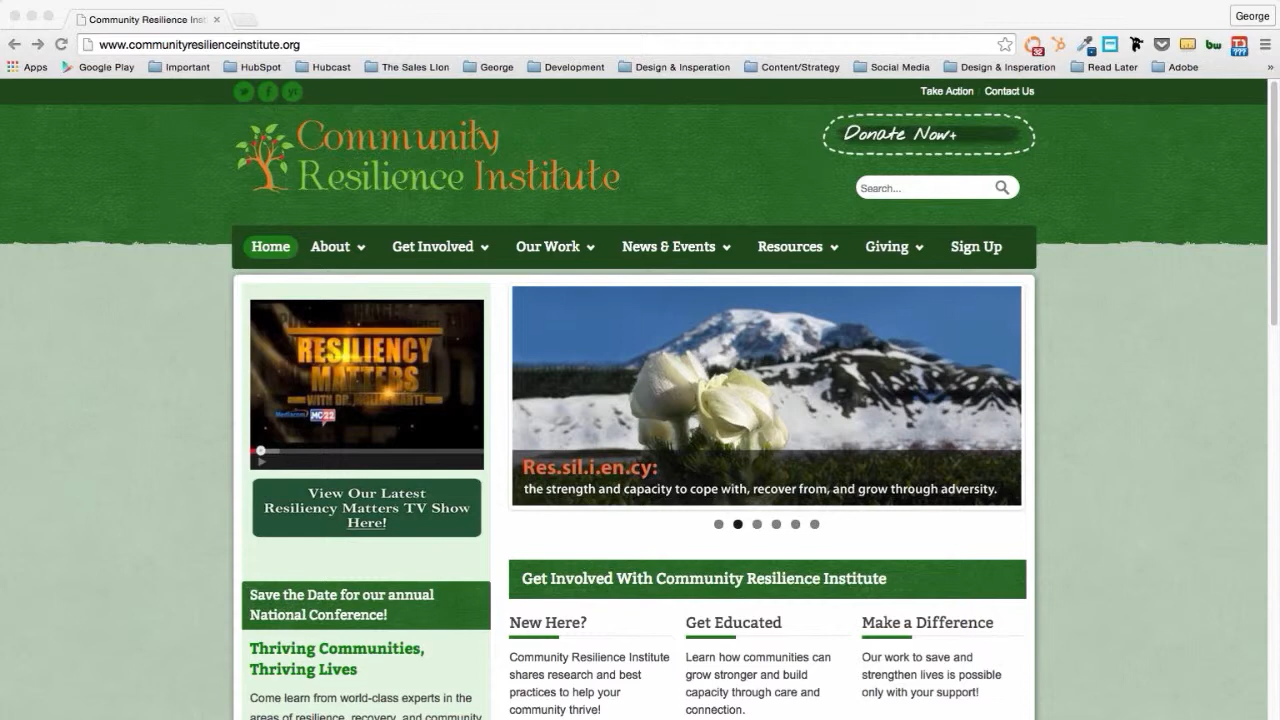 Community Resilience Inst
George
www.communityresilienceinstitute.org
Apps Google Play Important HubSpot Hubcast The Sales LIon George Development Design & Insperation Content/Strategy Social Media Design & Insperation Read Later Adobe »
Take Action Contact Us
Community
Resilience Institute
Donate Now+
Search...
Home About Get Involved Our Work News & Events Resources Giving Sign Up
RESILIENCY
MATTERS
Mediacom MC22
View Our Latest
Resiliency Matters TV Show
Here!
Res.sil.i.en.cy:
the strength and capacity to cope with, recover from, and grow through adversity.
Save the Date for our annual
National Conference!
Thriving Communities,
Thriving Lives
Come learn from world-class experts in the
areas of resilience, recovery, and community
Get Involved With Community Resilience Institute
New Here?
Community Resilience Institute
shares research and best
practices to help your
community thrive!
Get Educated
Learn how communities can
grow stronger and build
capacity through care and
connection.
Make a Difference
Our work to save and
strengthen lives is possible
only with your support!